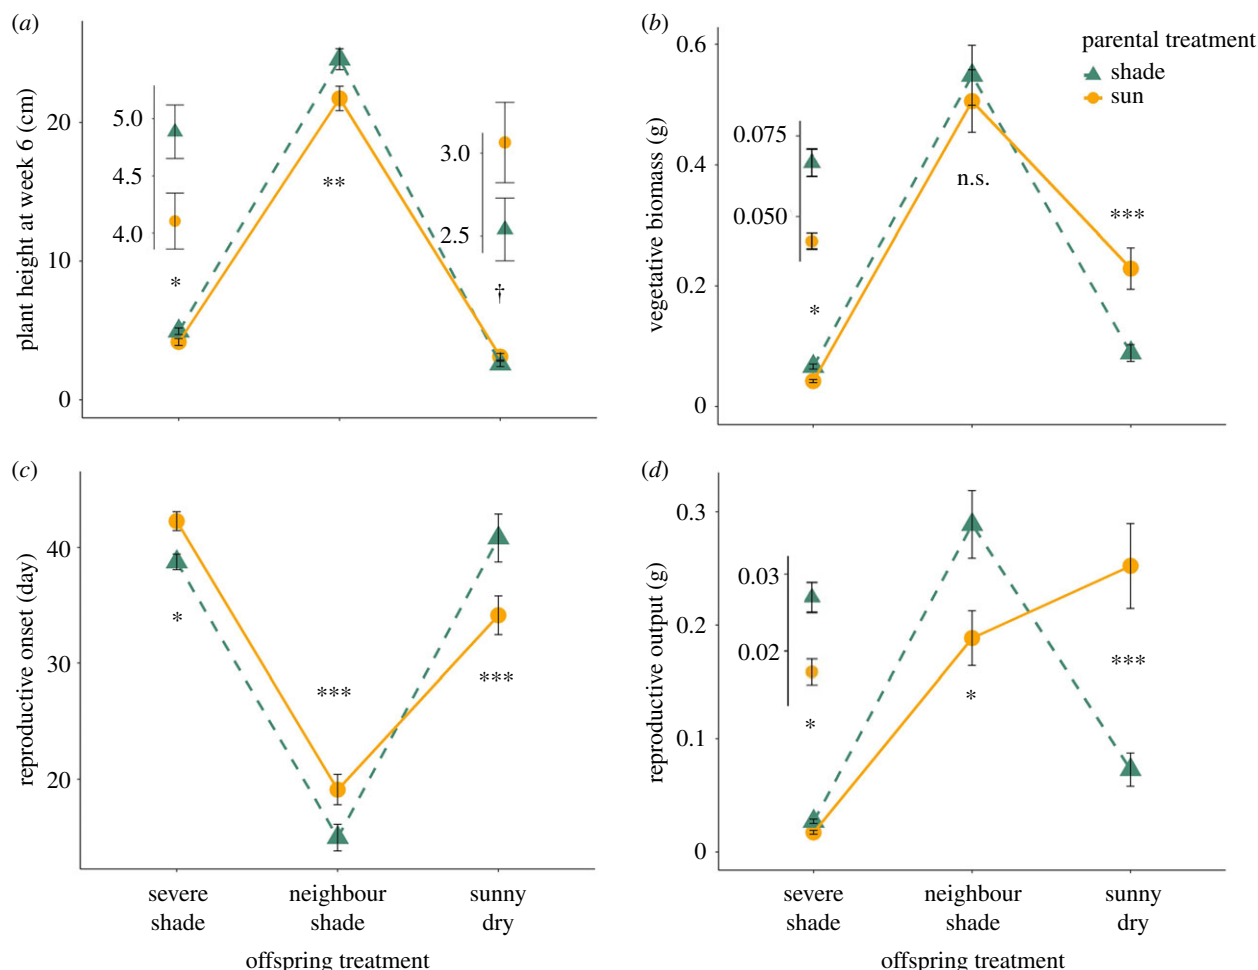 (a)
plant height at week 6 (cm)
20
10
0
5.0
4.5
4.0
*
**
3.0
2.5
†
(b)
parental treatment
shade
sun
vegetative biomass (g)
0.6
0.4
0.2
0
0.075
0.050
*
n.s.
***
(c)
reproductive onset (day)
40
30
20
*
***
***
severe shade
neighbour shade
sunny dry
offspring treatment
(d)
reproductive output (g)
0.3
0.2
0.1
0
0.03
0.02
*
*
***
severe shade
neighbour shade
sunny dry
offspring treatment